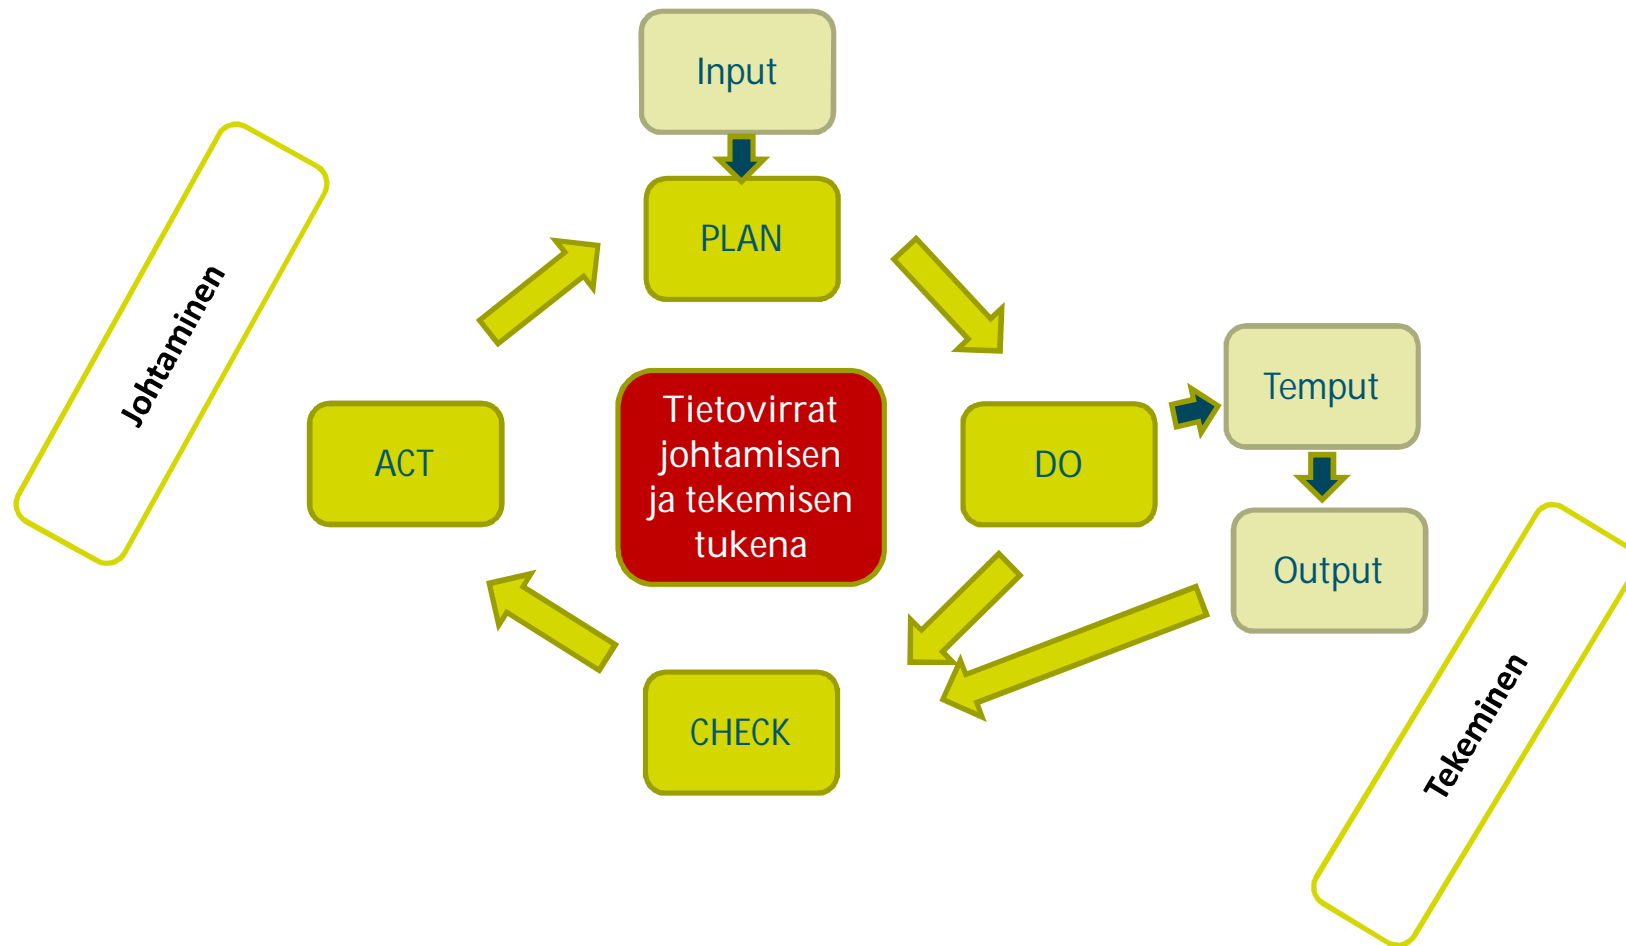 Input
PLAN
Johtaminen
Tietovirrat
johtamisen
ja tekemisen
tukena
ACT
DO
Temput
Output
CHECK
Tekeminen